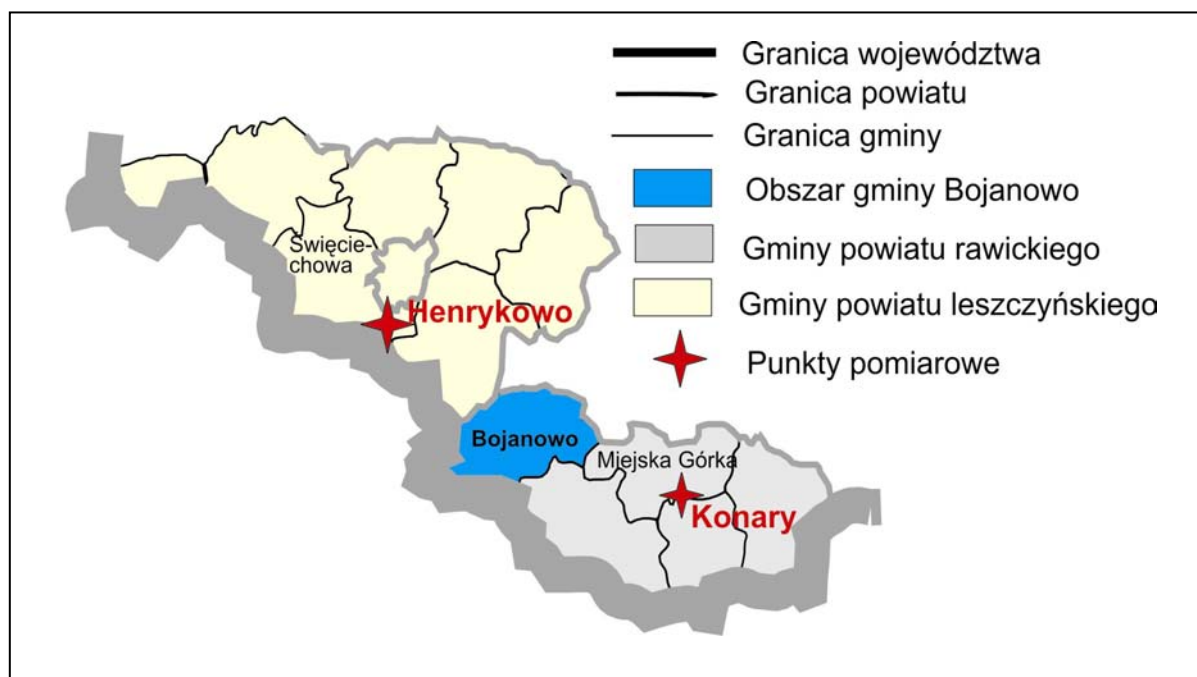 Granica województwa
Granica powiatu
Granica gminy
Obszar gminy Bojanowo
Gminy powiatu rawickiego
Gminy powiatu leszczyńskiego
Punkty pomiarowe
Święcie-
chowa
Henrykowo
Bojanowo
Miejska Górka
Konary